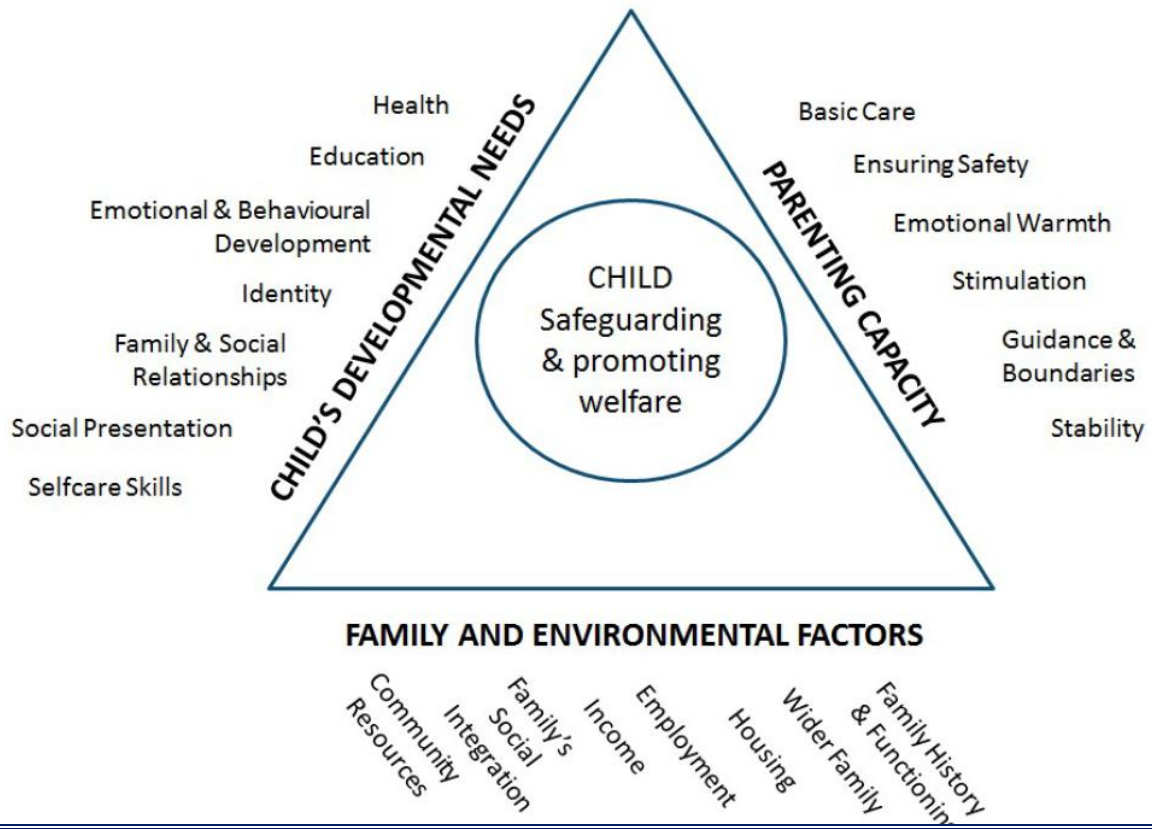 Health
Education
Emotional & Behavioural
Development
Identity
Family & Social
Relationships
Social Presentation
Selfcare Skills
CHILD'S DEVELOPMENTAL NEEDS
CHILD
Safeguarding
& promoting
welfare
PARENTING CAPACITY
Basic Care
Ensuring Safety
Emotional Warmth
Stimulation
Guidance &
Boundaries
Stability
FAMILY AND ENVIRONMENTAL FACTORS
Community
Resources
Family's
Social
Integration
Income
Employment
Housing
Wider Family
Family History
& Functionin